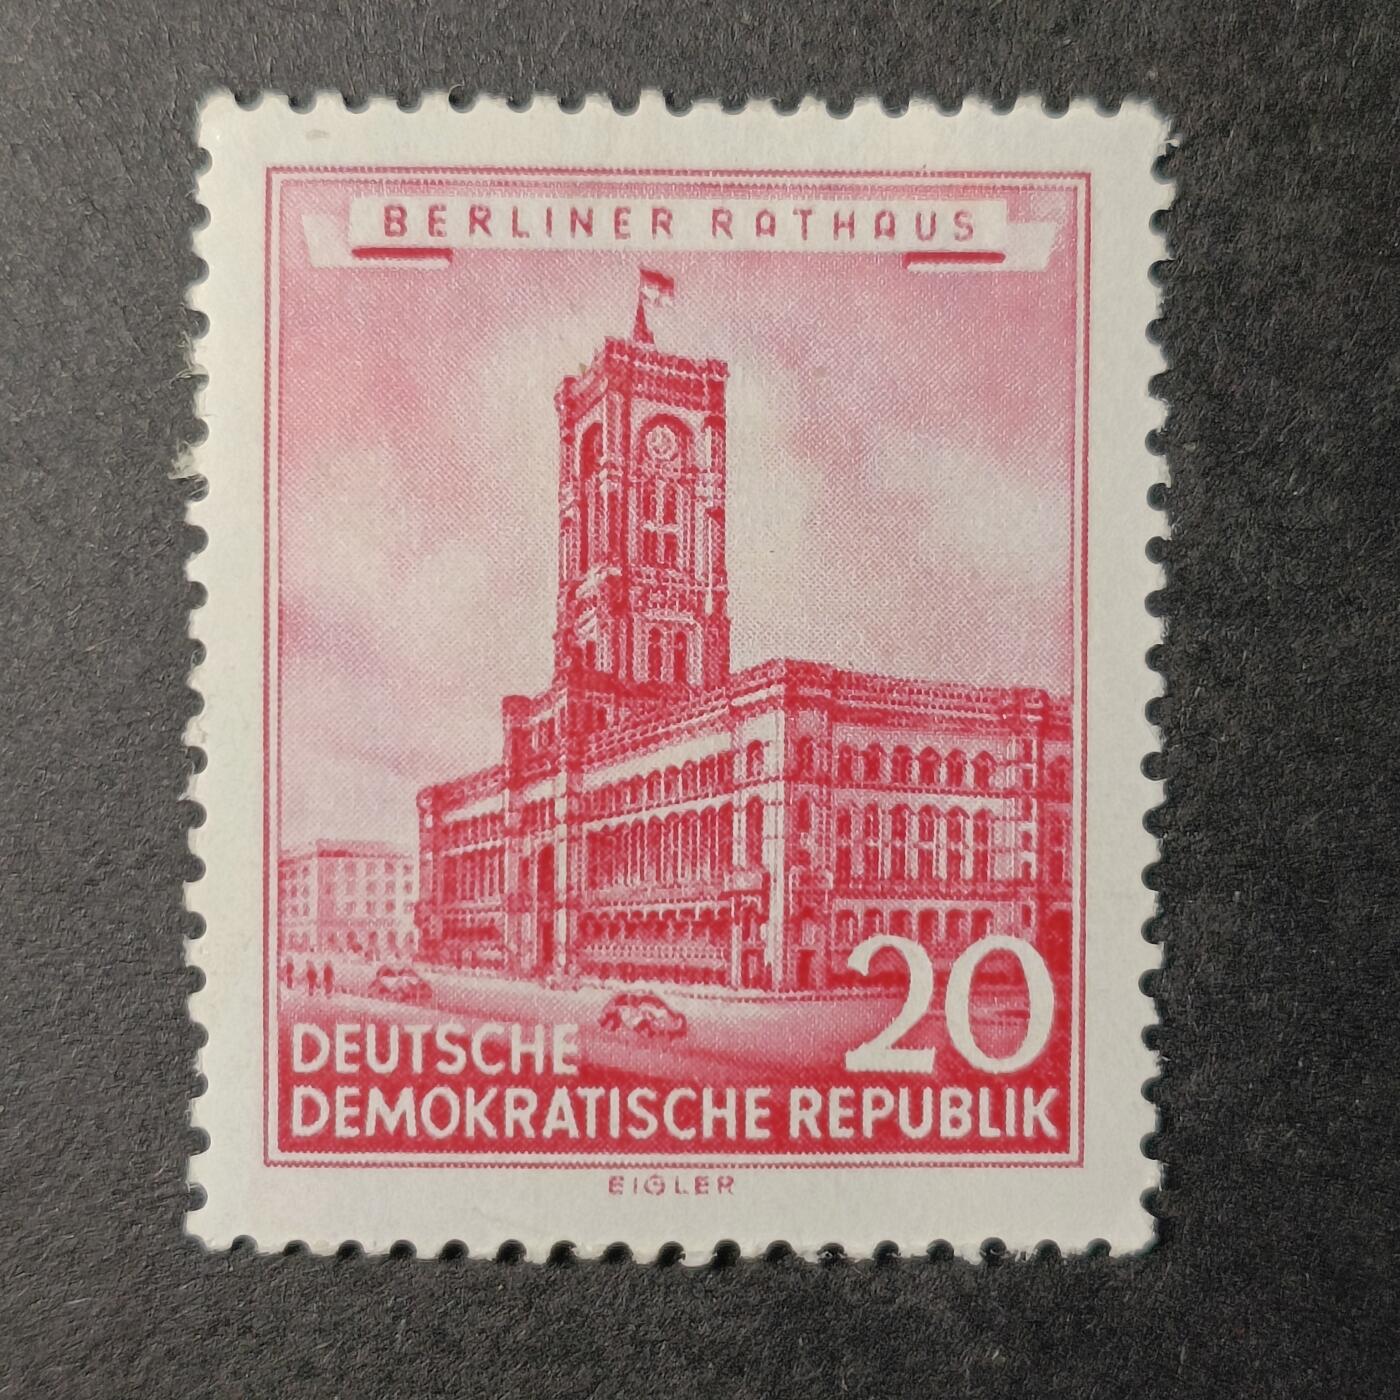 BERLINER RATHAUS
20
DEUTSCHE
DEMOKRATISCHE REPUBLIK
EIGLER